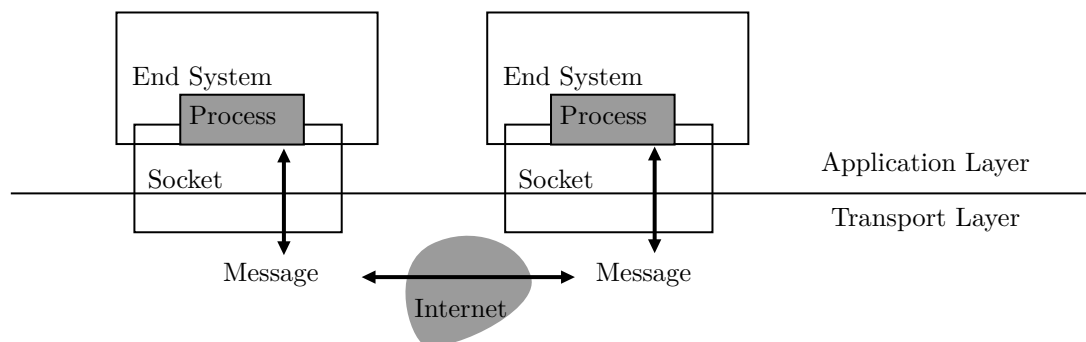 End System
Process
Socket
Message
End System
Process
Socket
Message
Internet
Application Layer
Transport Layer